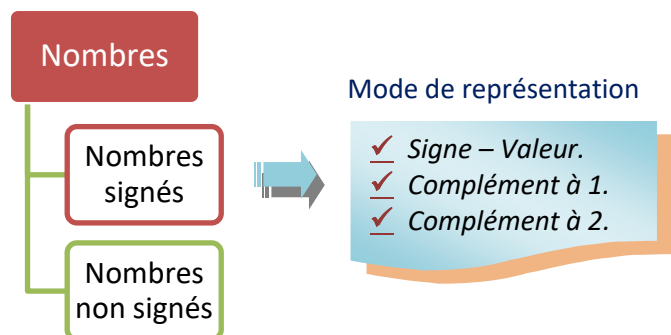 Nombres
Mode de représentation
Nombres
signés
✓ Signe – Valeur.
✓ Complément à 1.
✓ Complément à 2.
Nombres
non signés